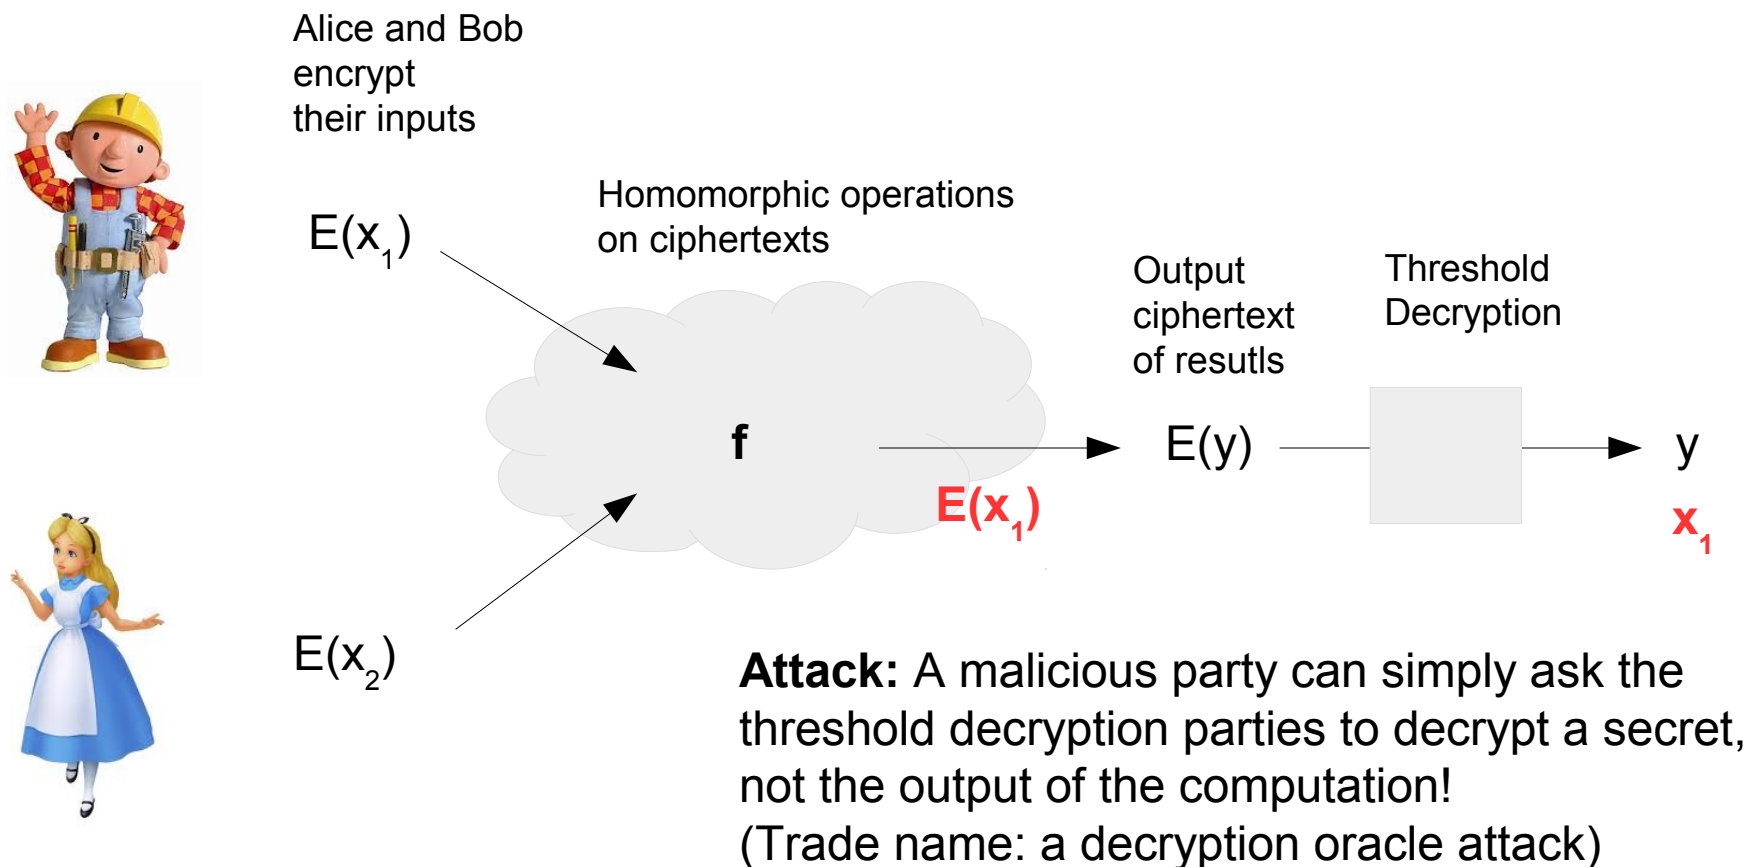 Alice and Bob
encrypt
their inputs
E(x₁)
Homomorphic operations
on ciphertexts
Output
ciphertext
of resutls
Threshold
Decryption
f
E(y)
y
E(x₁)
x₁
E(x₂)
Attack: A malicious party can simply ask the
threshold decryption parties to decrypt a secret,
not the output of the computation!
(Trade name: a decryption oracle attack)